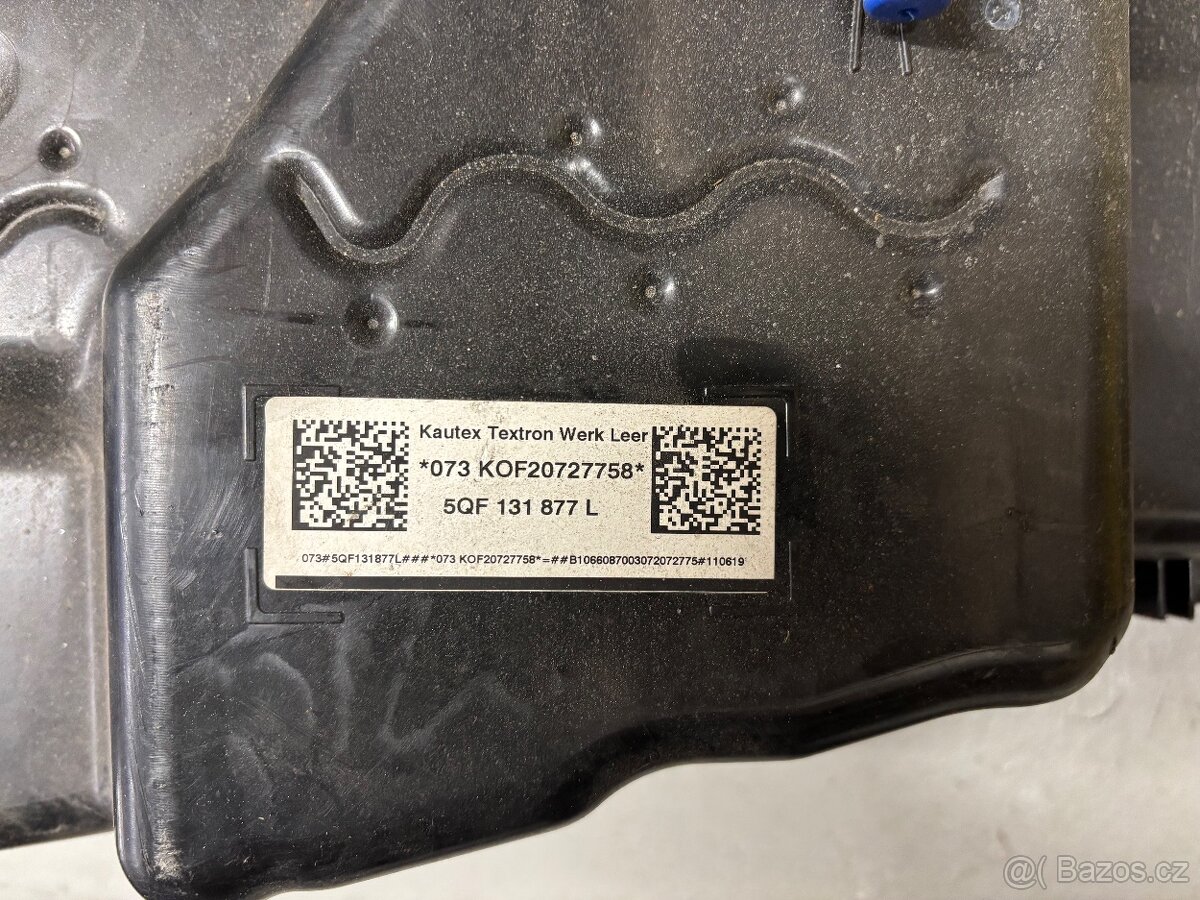 Kautex Textron Werk Leer
*073 KOF20727758*
5QF 131 877 L
073#5QF131877L###*073 KOF20727758*=##B1066087003072072775#110619
@( Bazos.cz